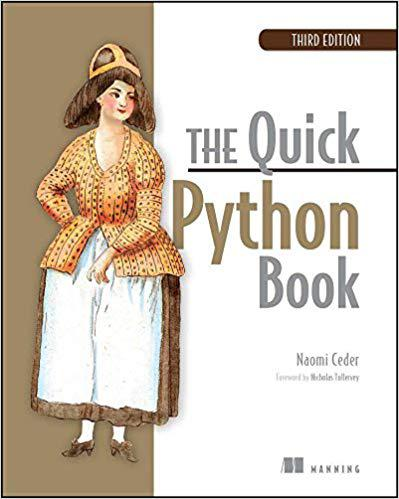 THIRD EDITION
THE Quick
Python
Book
Naomi Ceder
Foreword by Nicholas Tollervey
MANNING